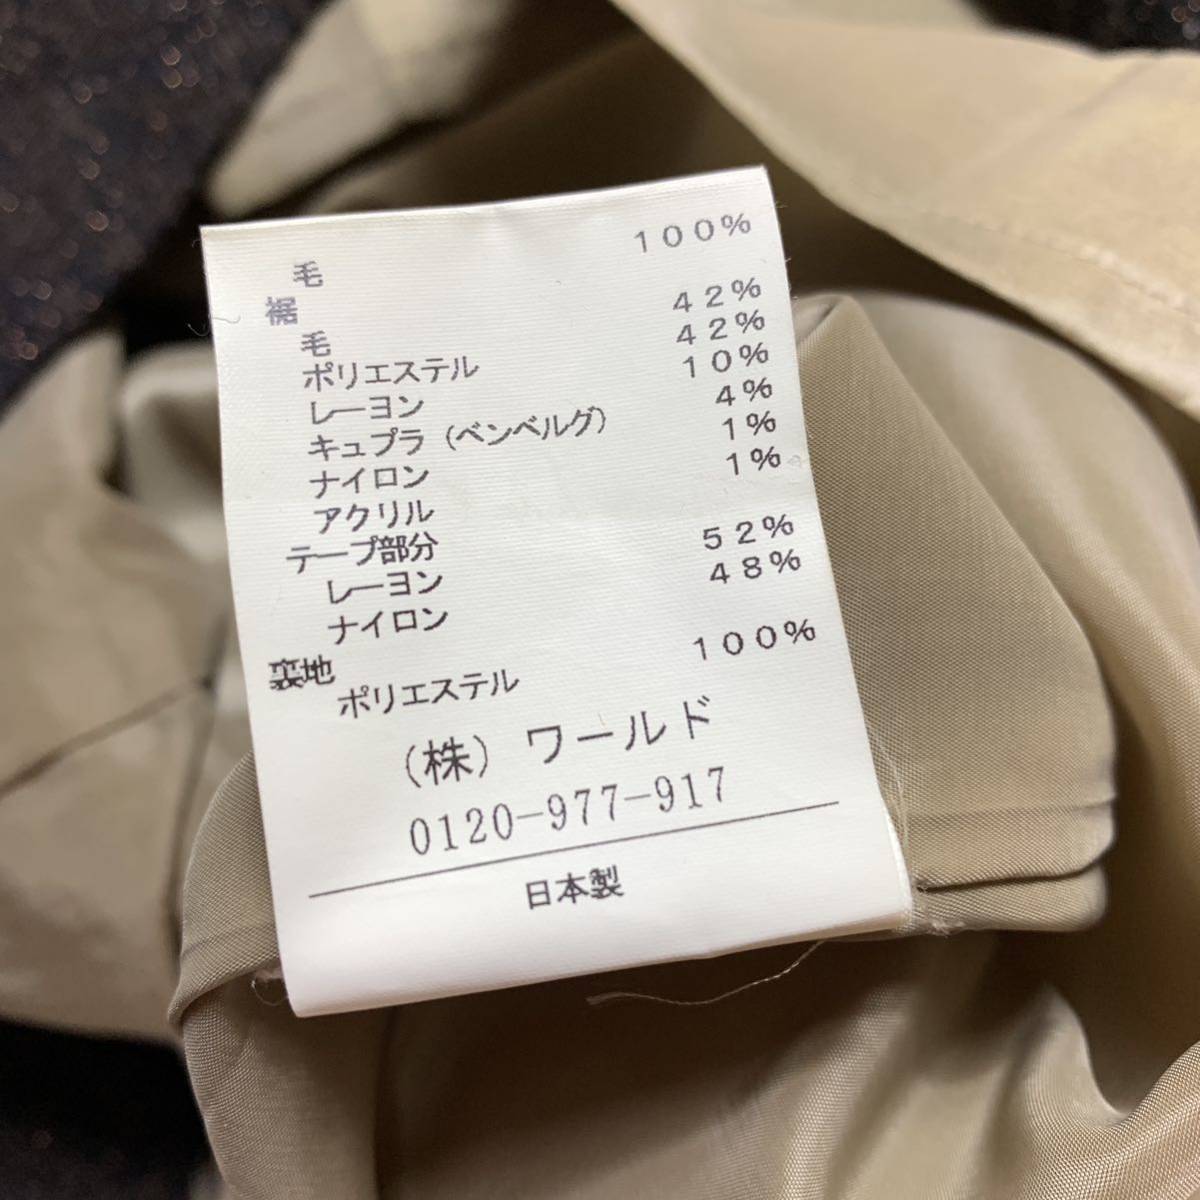 毛 100%
裾
毛 42%
ポリエステル 42%
レーヨン 10%
キュプラ（ベンベルグ） 4%
ナイロン 1%
アクリル 1%
テープ部分
レーヨン 52%
ナイロン 48%
裏地
ポリエステル 100%
（株）ワールド
0120-977-917
日本製